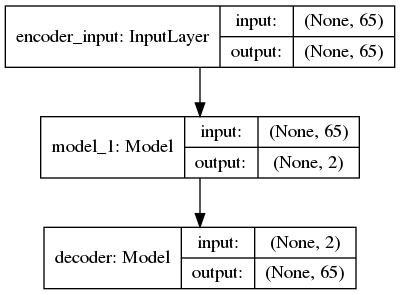 encoder_input: InputLayer input: (None, 65)
output: (None, 65)
model_1: Model input: (None, 65)
output: (None, 2)
decoder: Model input: (None, 2)
output: (None, 65)